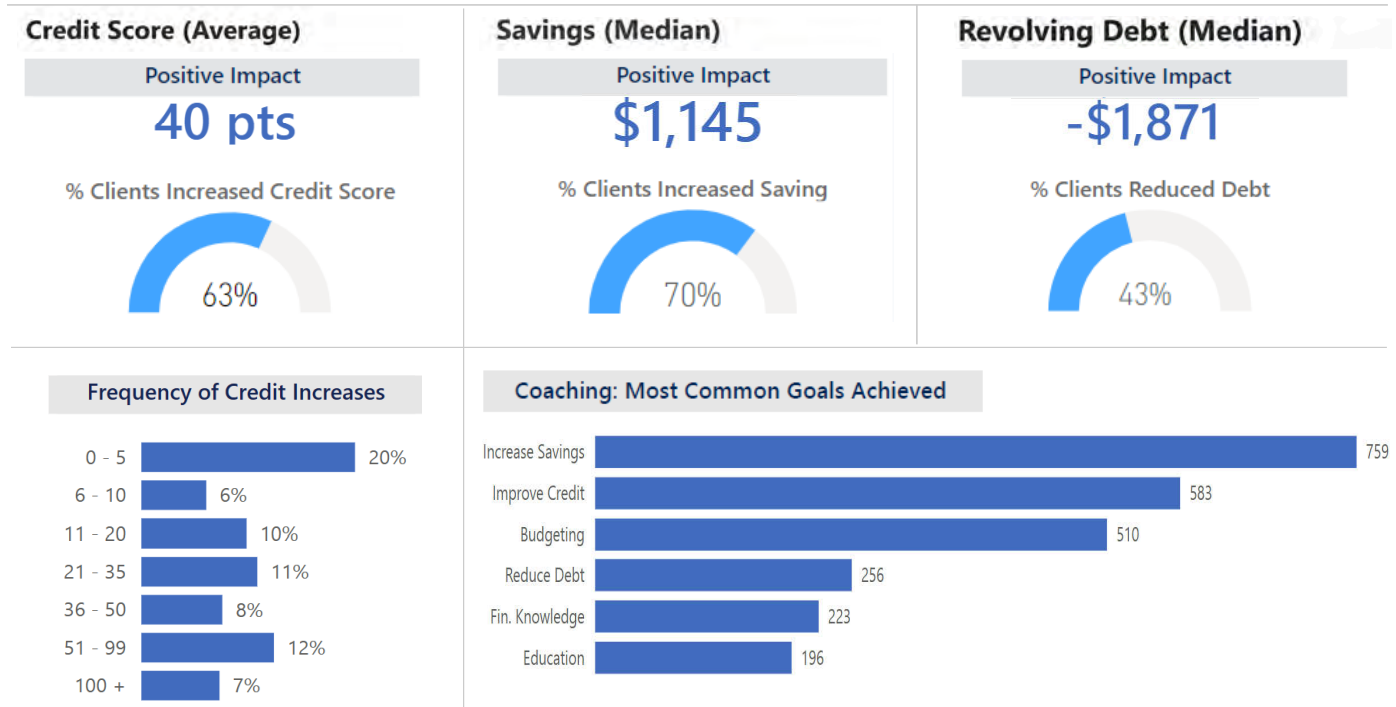 Credit Score (Average)
Positive Impact
40 pts
% Clients Increased Credit Score
63%
Savings (Median)
Positive Impact
$1,145
% Clients Increased Saving
70%
Revolving Debt (Median)
Positive Impact
-$1,871
% Clients Reduced Debt
43%
Frequency of Credit Increases
0 - 5 20%
6 - 10 6%
11 - 20 10%
21 - 35 11%
36 - 50 8%
51 - 99 12%
100 + 7%
Coaching: Most Common Goals Achieved
Increase Savings 759
Improve Credit 583
Budgeting 510
Reduce Debt 256
Fin. Knowledge 223
Education 196